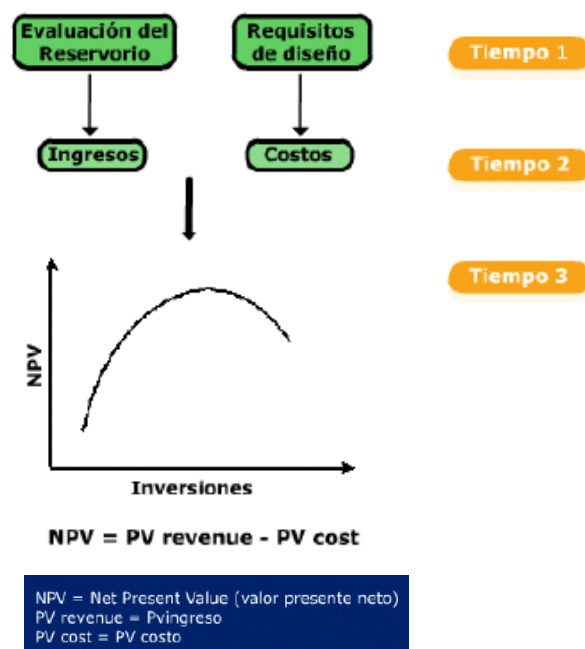 Evaluación del
Reservorio
Requisitos
de diseño
Tiempo 1
Ingresos
Costos
Tiempo 2
Tiempo 3
NPV
Inversiones
NPV = PV revenue - PV cost
NPV = Net Present Value (valor presente neto)
PV revenue = Pvingreso
PV cost = PV costo